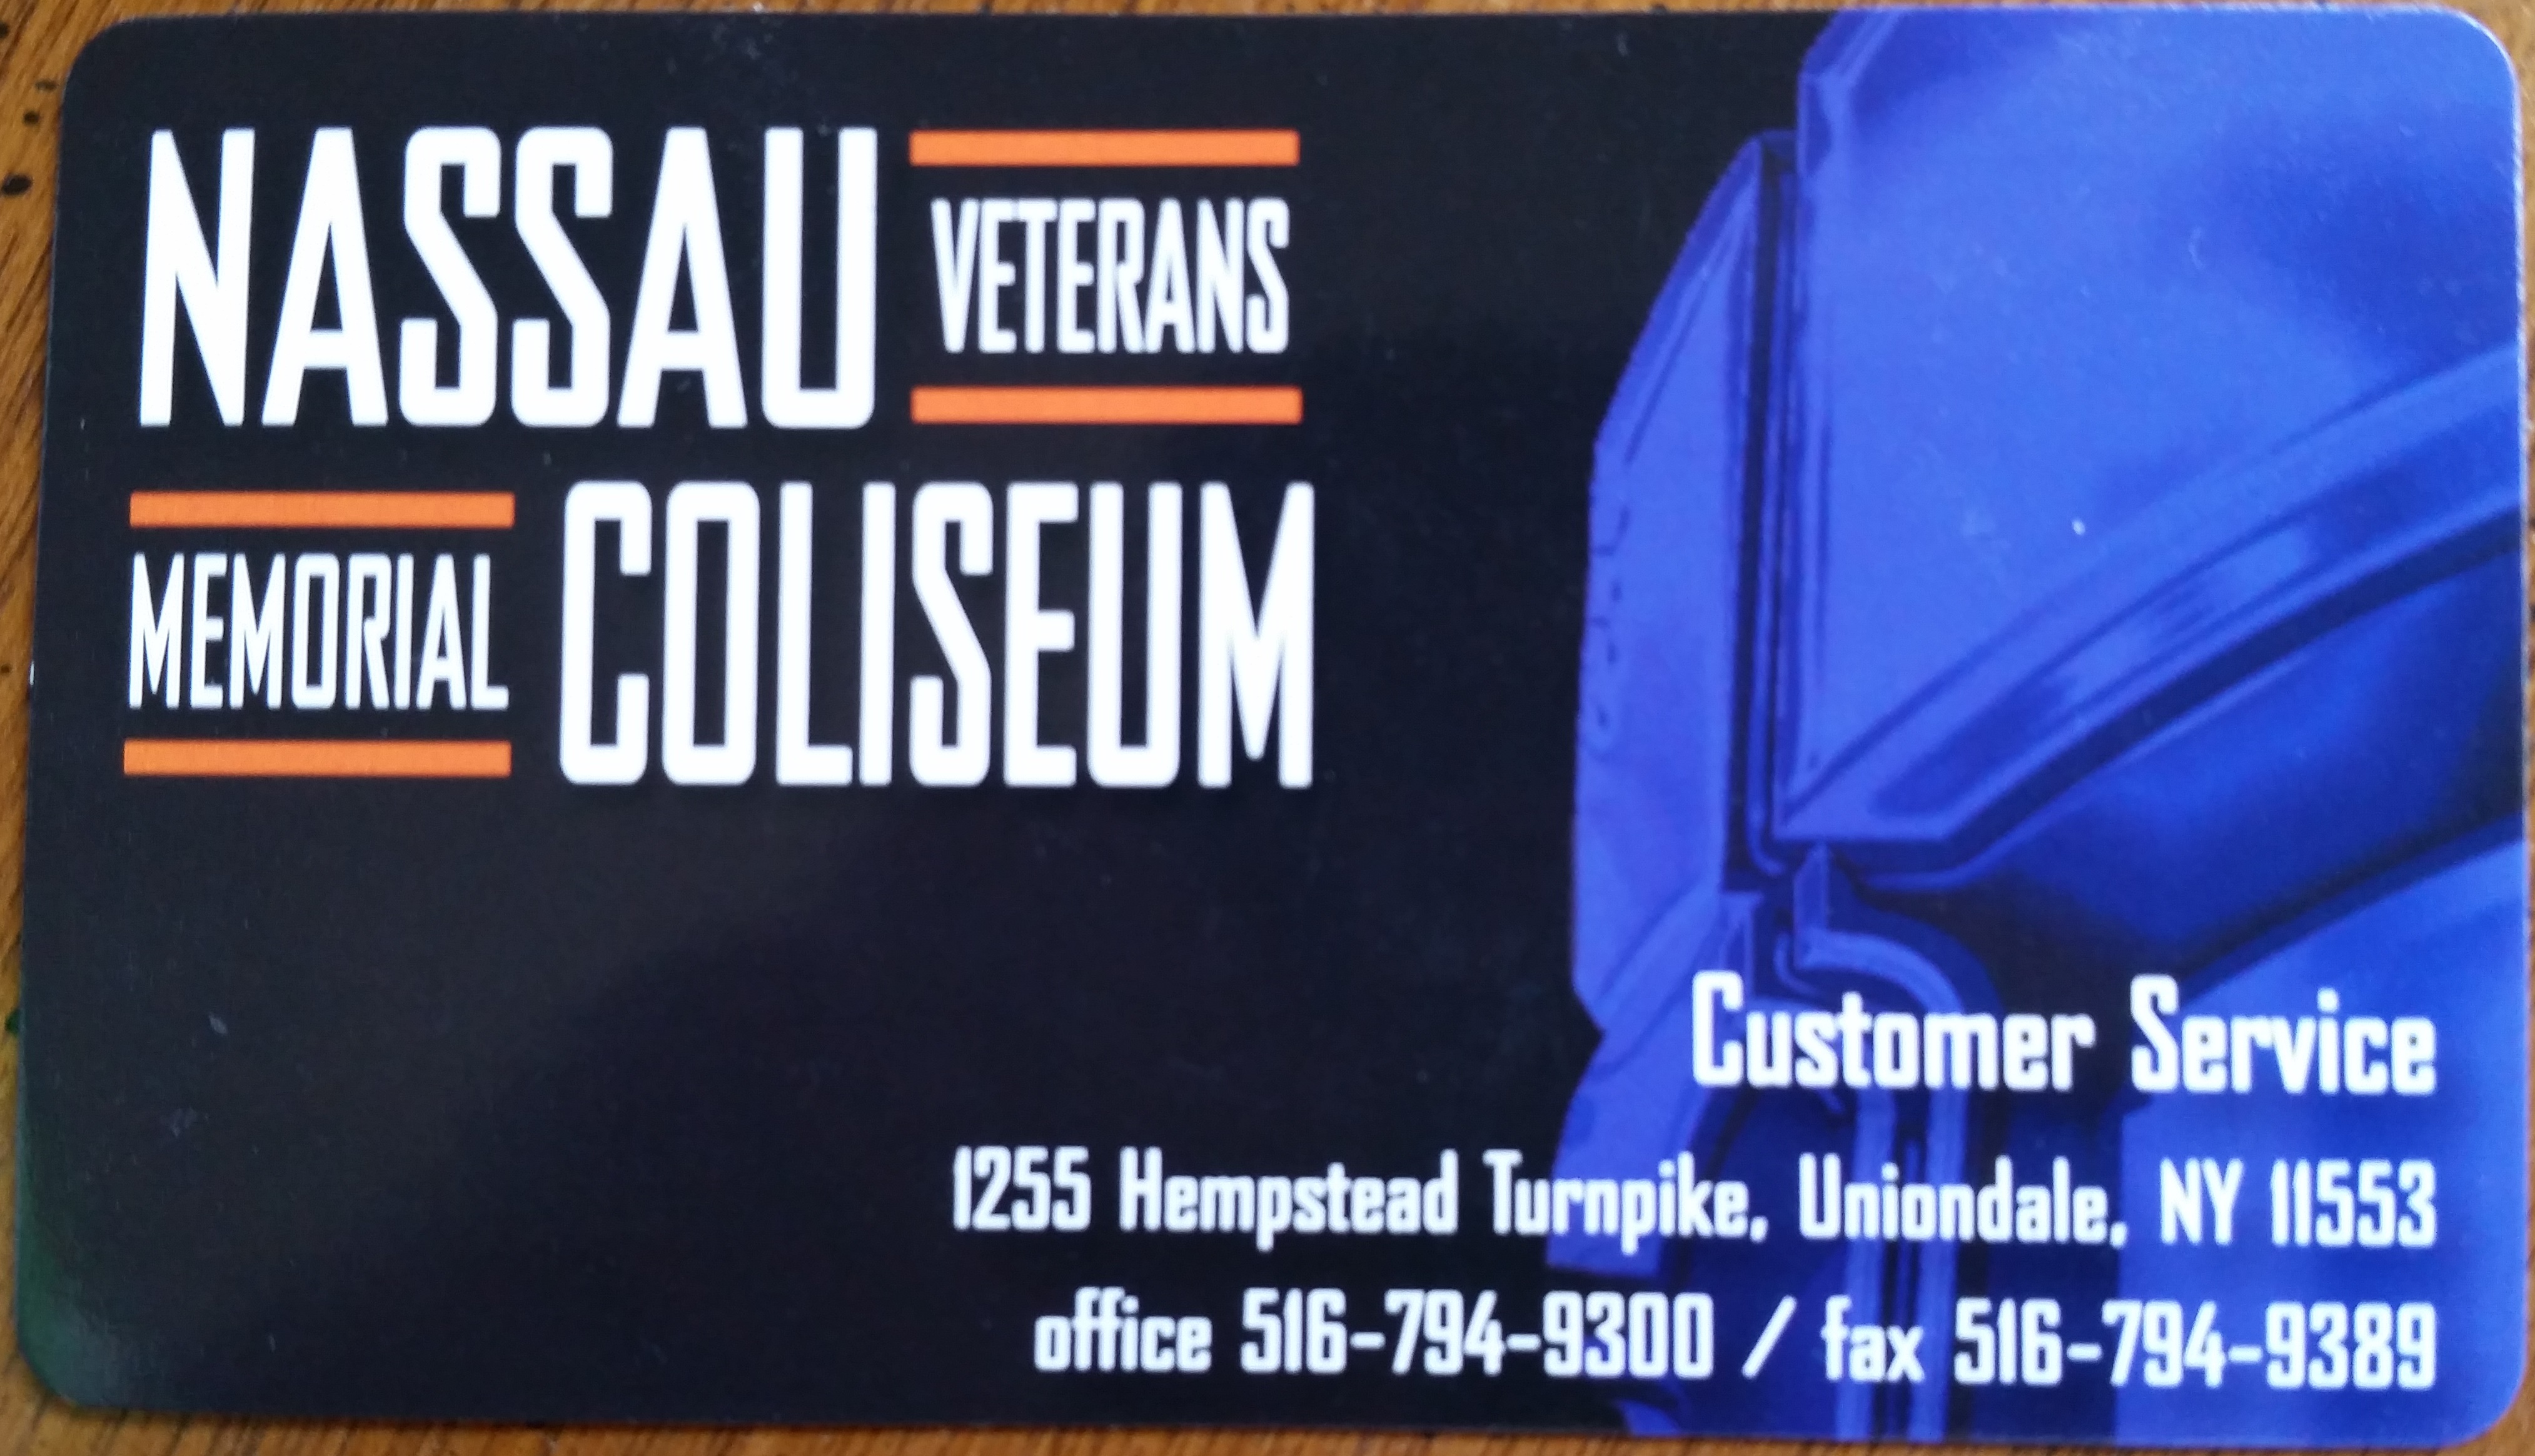 NASSAU VETERANS
MEMORIAL COLISEUM
Customer Service
1255 Hempstead Turnpike, Uniondale, NY 11553
office 516-794-9300 / fax 516-794-9389